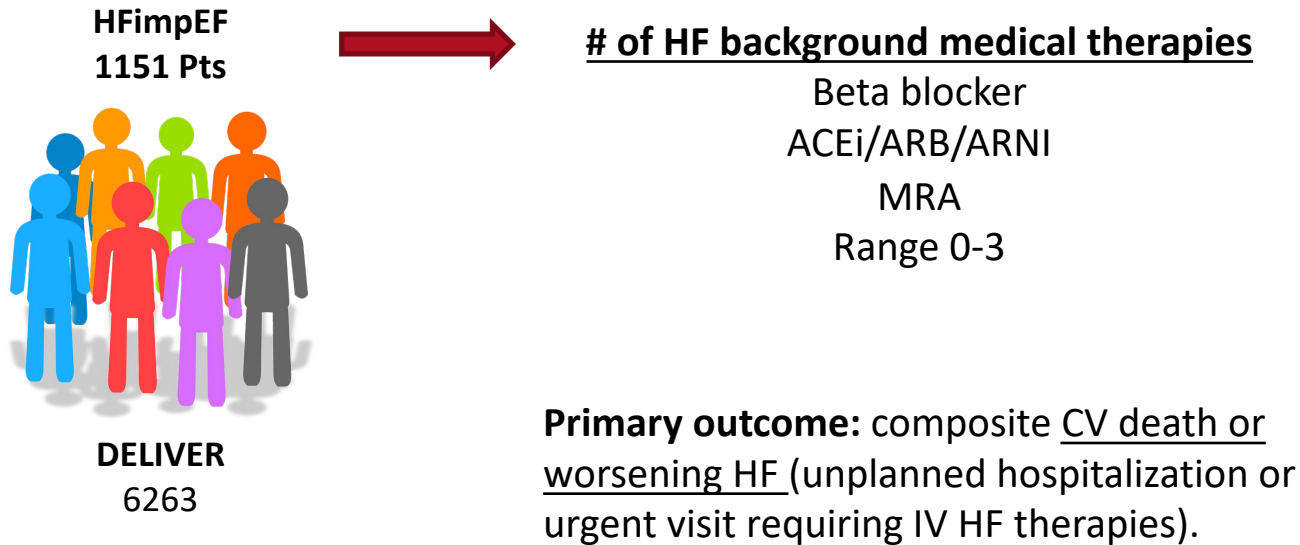 HFimpEF
1151 Pts
DELIVER
6263
# of HF background medical therapies
Beta blocker
ACEi/ARB/ARNI
MRA
Range 0-3
Primary outcome: composite CV death or
worsening HF (unplanned hospitalization or
urgent visit requiring IV HF therapies).